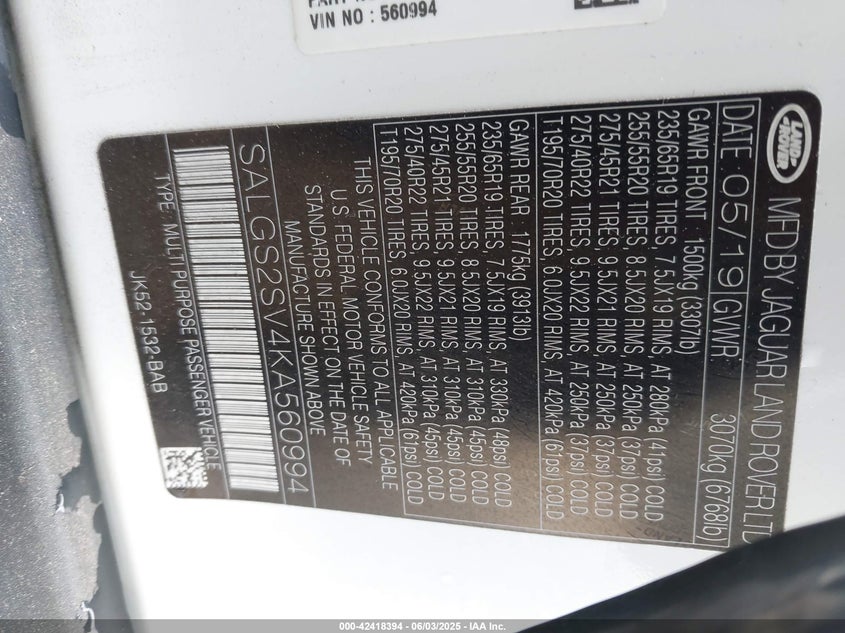 VIN NO : 560994
LAND ROVER
MFD BY JAGUAR LAND ROVER LTD
DATE 05/19 GVWR 3070kg (6768lb)
GAWR FRONT 1500kg (3307lb)
235/65R19 TIRES, 7.5JX19 RIMS, AT 280kPa (41psi) COLD
255/55R20 TIRES, 8.5JX20 RIMS, AT 250kPa (37psi) COLD
275/45R21 TIRES, 9.5JX21 RIMS, AT 250kPa (37psi) COLD
275/40R22 TIRES, 9.5JX22 RIMS, AT 250kPa (37psi) COLD
T195/70R20 TIRES, 6.0JX20 RIMS, AT 420kPa (61psi) COLD
GAWR REAR 1775kg (3913lb)
235/65R19 TIRES, 7.5JX19 RIMS, AT 330kPa (48psi) COLD
255/55R20 TIRES, 8.5JX20 RIMS, AT 310kPa (45psi) COLD
275/45R21 TIRES, 9.5JX21 RIMS, AT 310kPa (45psi) COLD
275/40R22 TIRES, 9.5JX22 RIMS, AT 310kPa (45psi) COLD
T195/70R20 TIRES, 6.0JX20 RIMS, AT 420kPa (61psi) COLD
THIS VEHICLE CONFORMS TO ALL APPLICABLE
U.S. FEDERAL MOTOR VEHICLE SAFETY
STANDARDS IN EFFECT ON THE DATE OF
MANUFACTURE SHOWN ABOVE
SALGS2SV4KA560994
TYPE: MULTIPURPOSE PASSENGER VEHICLE
JK52-1532-BAB
000-42418394 - 06/03/2025 - IAA Inc.